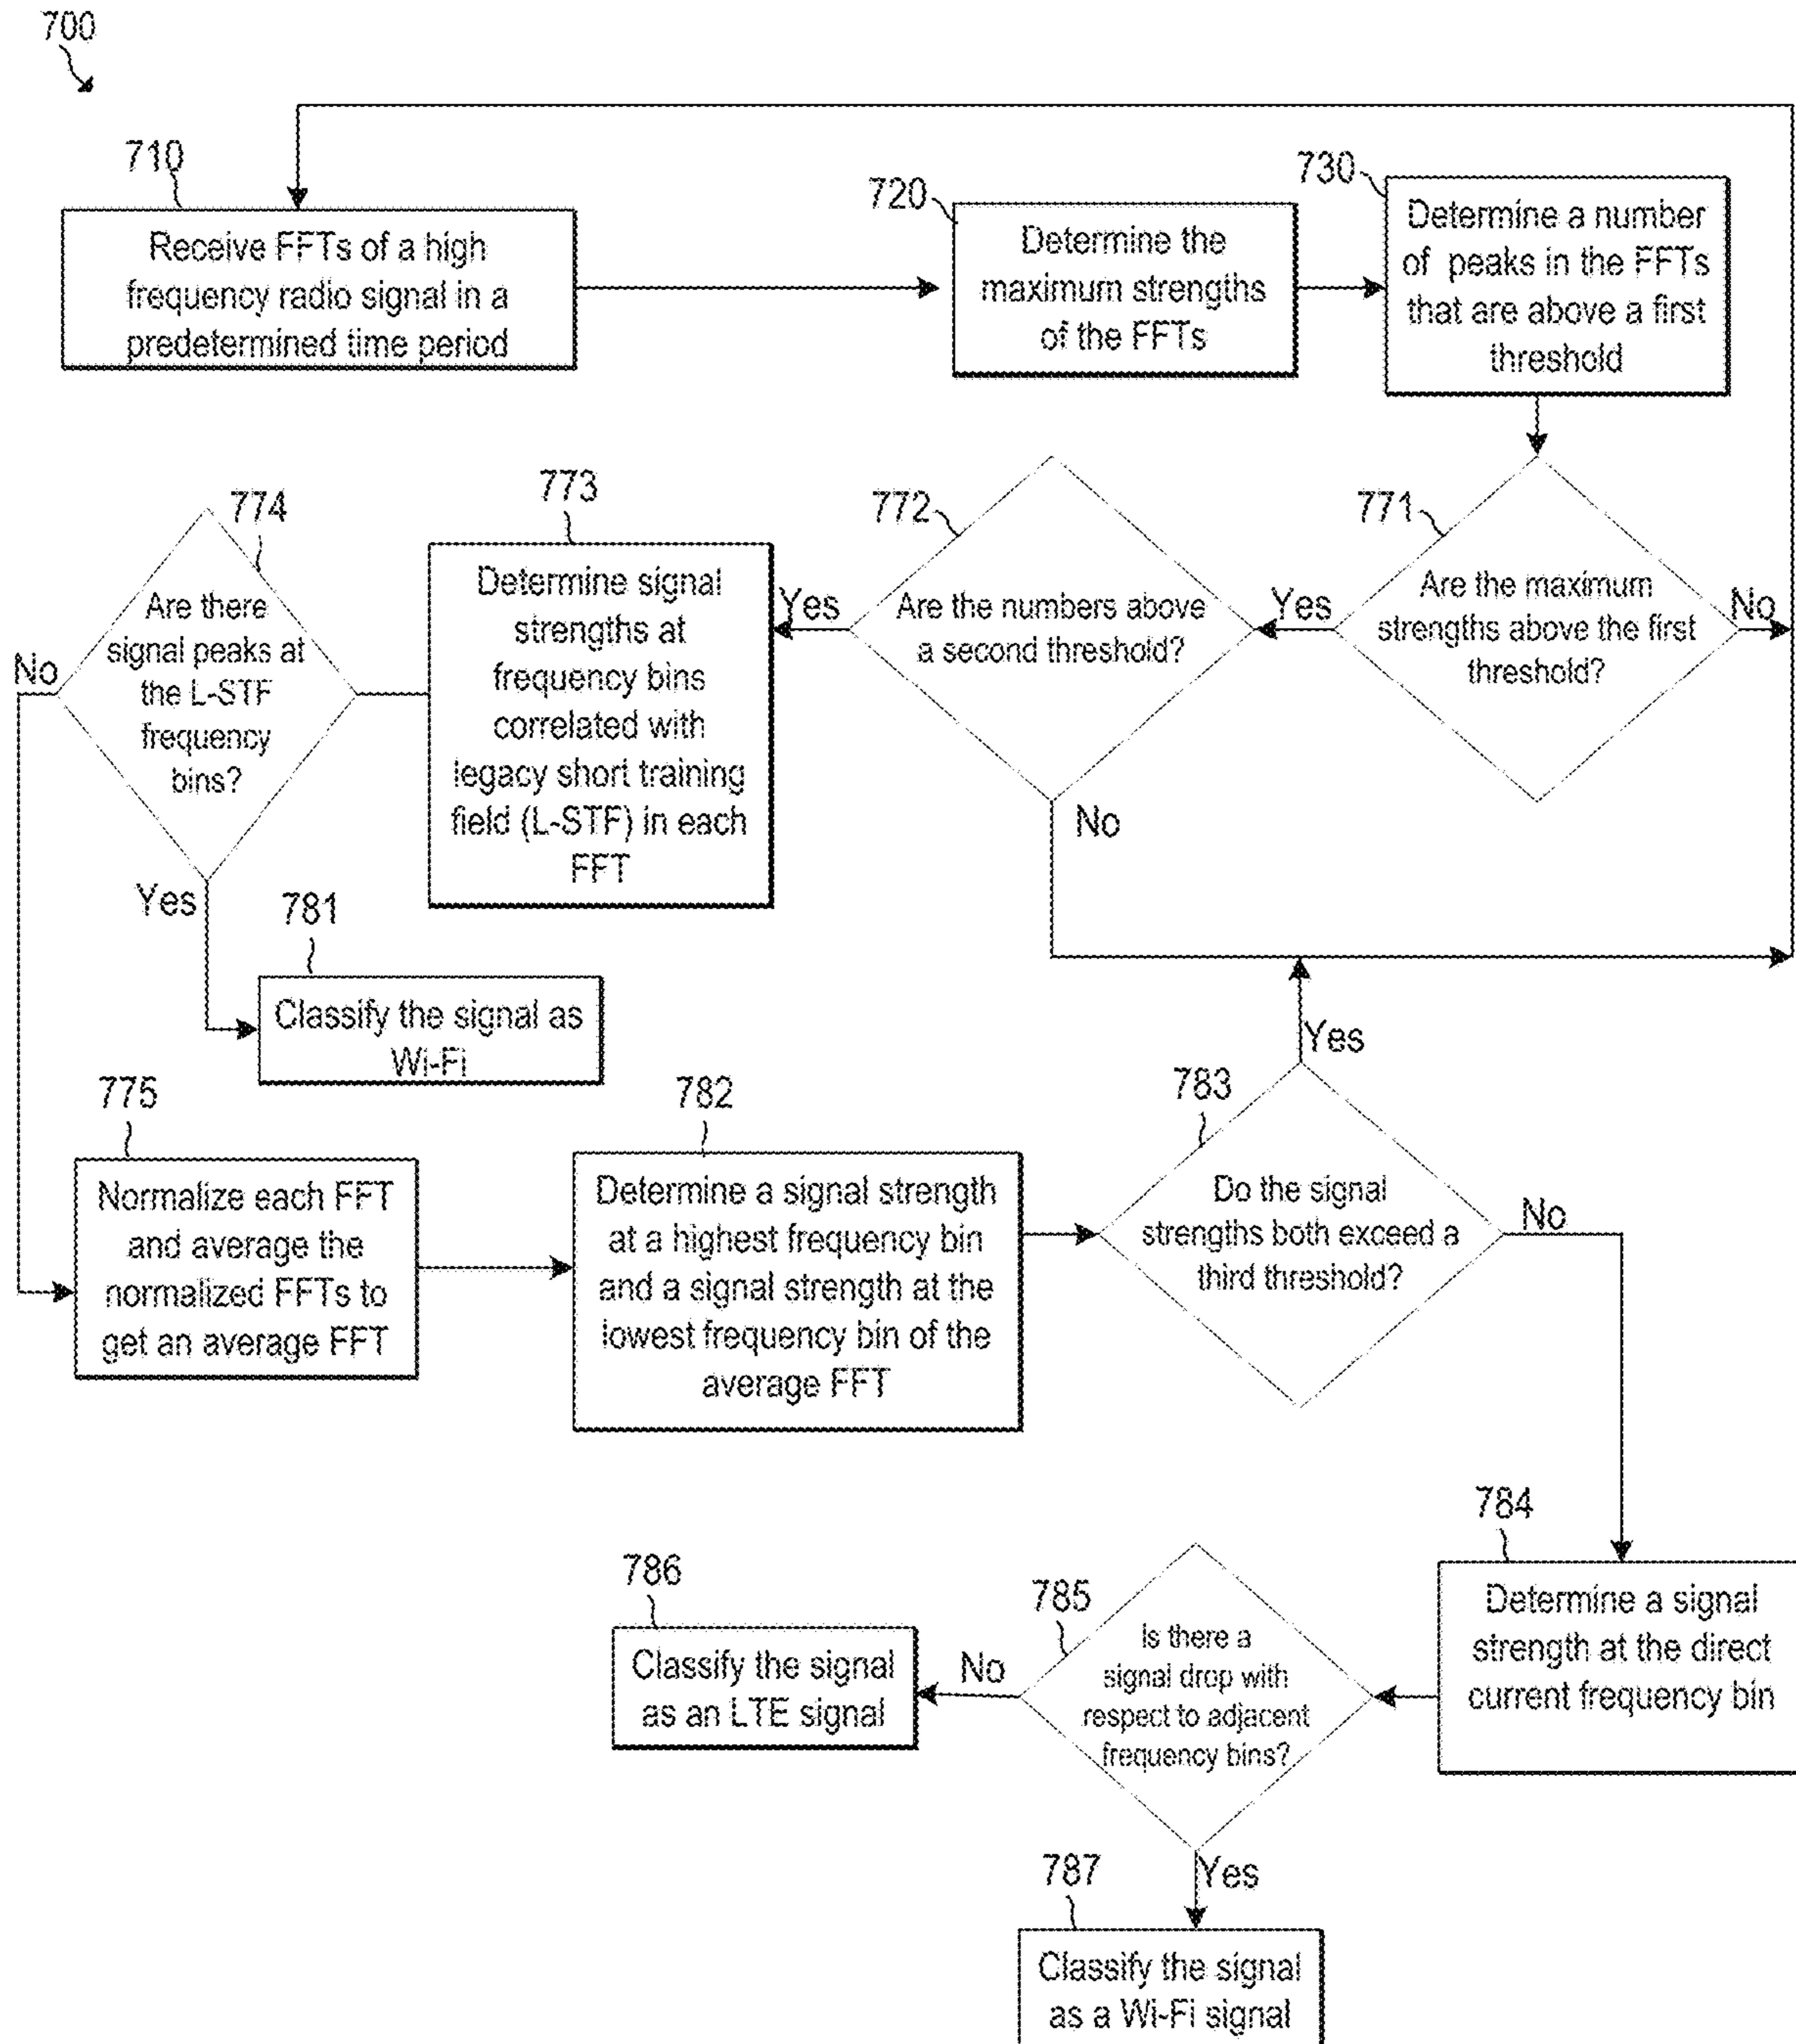 700
710
Receive FFTs of a high
frequency radio signal in a
predetermined time period
720
Determine the
maximum strengths
of the FFTs
730
Determine a number
of peaks in the FFTs
that are above a first
threshold
771
Are the maximum
strengths above the first
threshold?
No
Yes
772
Are the numbers above
a second threshold?
Yes
No
773
Determine signal
strengths at
frequency bins
correlated with
legacy short training
field (L-STF) in each
FFT
774
Are there
signal peaks at
the L-STF
frequency
bins?
No
Yes
781
Classify the signal as
Wi-Fi
775
Normalize each FFT
and average the
normalized FFTs to
get an average FFT
782
Determine a signal strength
at a highest frequency bin
and a signal strength at the
lowest frequency bin of the
average FFT
783
Do the signal
strengths both exceed a
third threshold?
Yes
No
784
Determine a signal
strength at the direct
current frequency bin
785
Is there a
signal drop with
respect to adjacent
frequency bins?
No
786
Classify the signal
as an LTE signal
Yes
787
Classify the signal
as a Wi-Fi signal